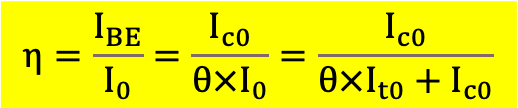 η = I_BE / I_0 = I_c0 / θ×I_0 = I_c0 / θ×I_t0 + I_c0